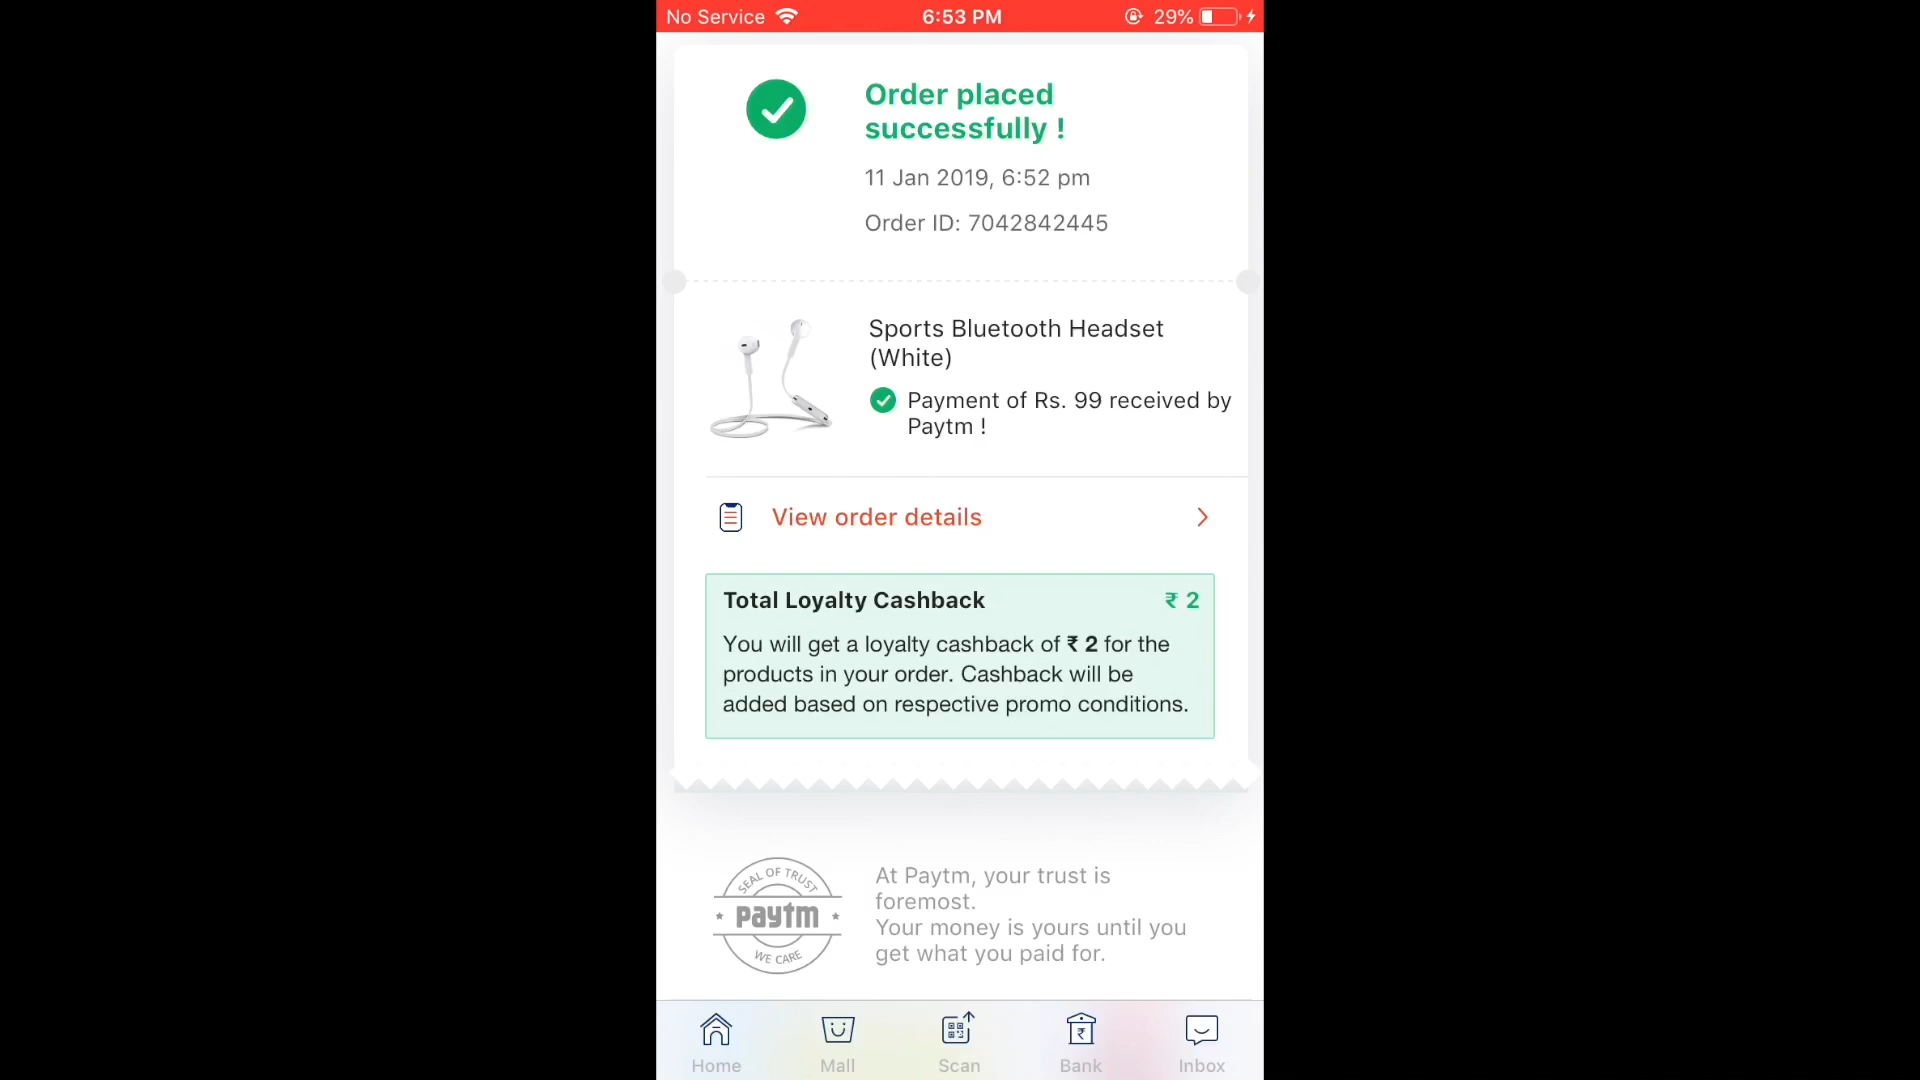 No Service
6:53 PM
29%
Order placed
successfully !
11 Jan 2019, 6:52 pm
Order ID: 7042842445
Sports Bluetooth Headset
(White)
Payment of Rs. 99 received by
Paytm !
View order details
Total Loyalty Cashback ₹ 2
You will get a loyalty cashback of ₹ 2 for the
products in your order. Cashback will be
added based on respective promo conditions.
SEAL OF TRUST
paytm
WE CARE
At Paytm, your trust is
foremost.
Your money is yours until you
get what you paid for.
Home
Mall
Scan
Bank
Inbox